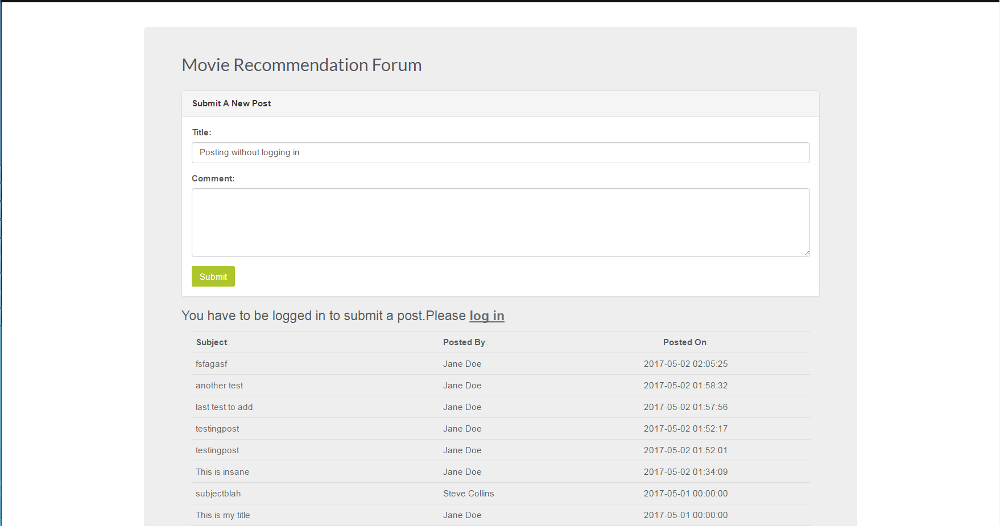 Movie Recommendation Forum
Submit A New Post
Title:
Posting without logging in
Comment:
Submit
You have to be logged in to submit a post.Please log in
Subject: Posted By: Posted On:
fsfagasf Jane Doe 2017-05-02 02:05:25
another test Jane Doe 2017-05-02 01:58:32
last test to add Jane Doe 2017-05-02 01:57:56
testingpost Jane Doe 2017-05-02 01:52:17
testingpost Jane Doe 2017-05-02 01:52:01
This is insane Jane Doe 2017-05-02 01:34:09
subjectblah Steve Collins 2017-05-01 00:00:00
This is my title Jane Doe 2017-05-01 00:00:00